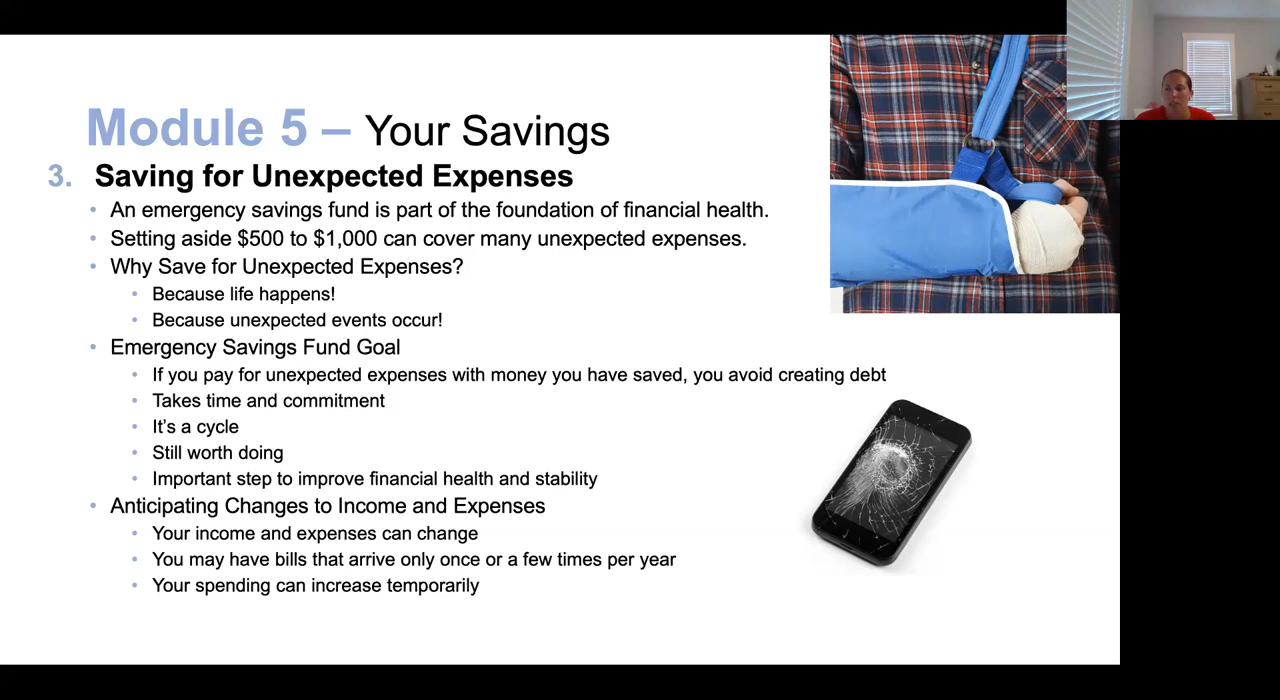 Module 5 – Your Savings
3. Saving for Unexpected Expenses
• An emergency savings fund is part of the foundation of financial health.
• Setting aside $500 to $1,000 can cover many unexpected expenses.
• Why Save for Unexpected Expenses?
• Because life happens!
• Because unexpected events occur!
• Emergency Savings Fund Goal
• If you pay for unexpected expenses with money you have saved, you avoid creating debt
• Takes time and commitment
• It’s a cycle
• Still worth doing
• Important step to improve financial health and stability
• Anticipating Changes to Income and Expenses
• Your income and expenses can change
• You may have bills that arrive only once or a few times per year
• Your spending can increase temporarily